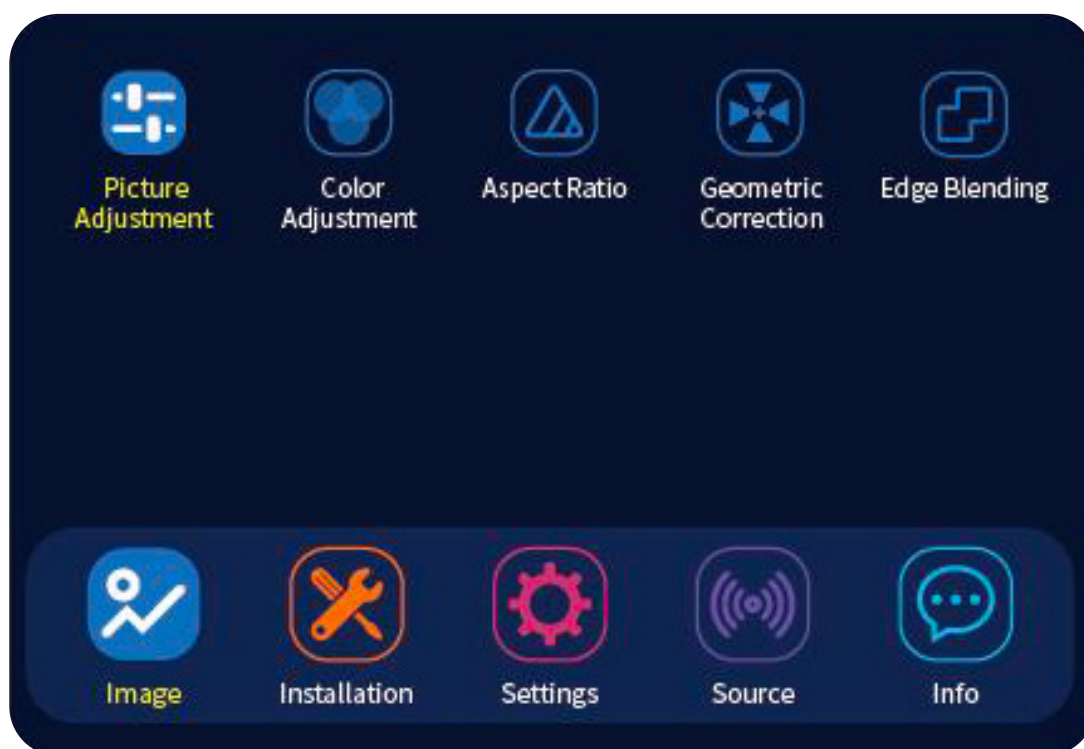 Picture
Adjustment
Color
Adjustment
Aspect Ratio
Geometric
Correction
Edge Blending
Image
Installation
Settings
Source
Info